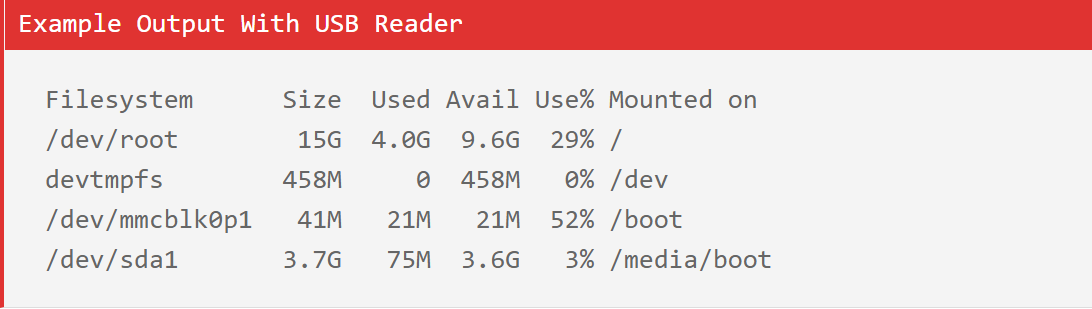 Example Output With USB Reader
Filesystem      Size  Used Avail Use% Mounted on
/dev/root        15G  4.0G  9.6G  29% /
devtmpfs        458M     0  458M   0% /dev
/dev/mmcblk0p1   41M   21M   21M  52% /boot
/dev/sda1       3.7G   75M  3.6G   3% /media/boot